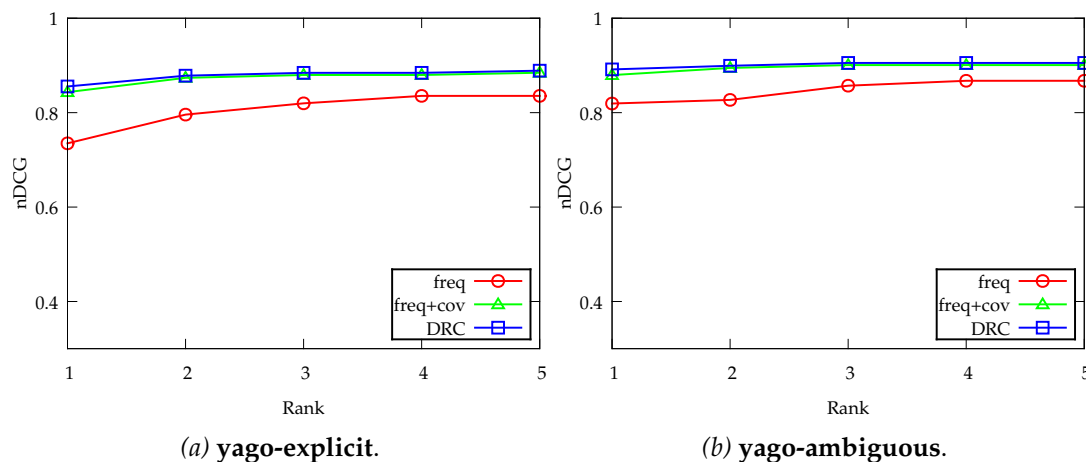 1
0.8
0.6
0.4
nDCG
freq
freq+cov
DRC
1 2 3 4 5
Rank
(a) yago-explicit.
1
0.8
0.6
0.4
nDCG
freq
freq+cov
DRC
1 2 3 4 5
Rank
(b) yago-ambiguous.